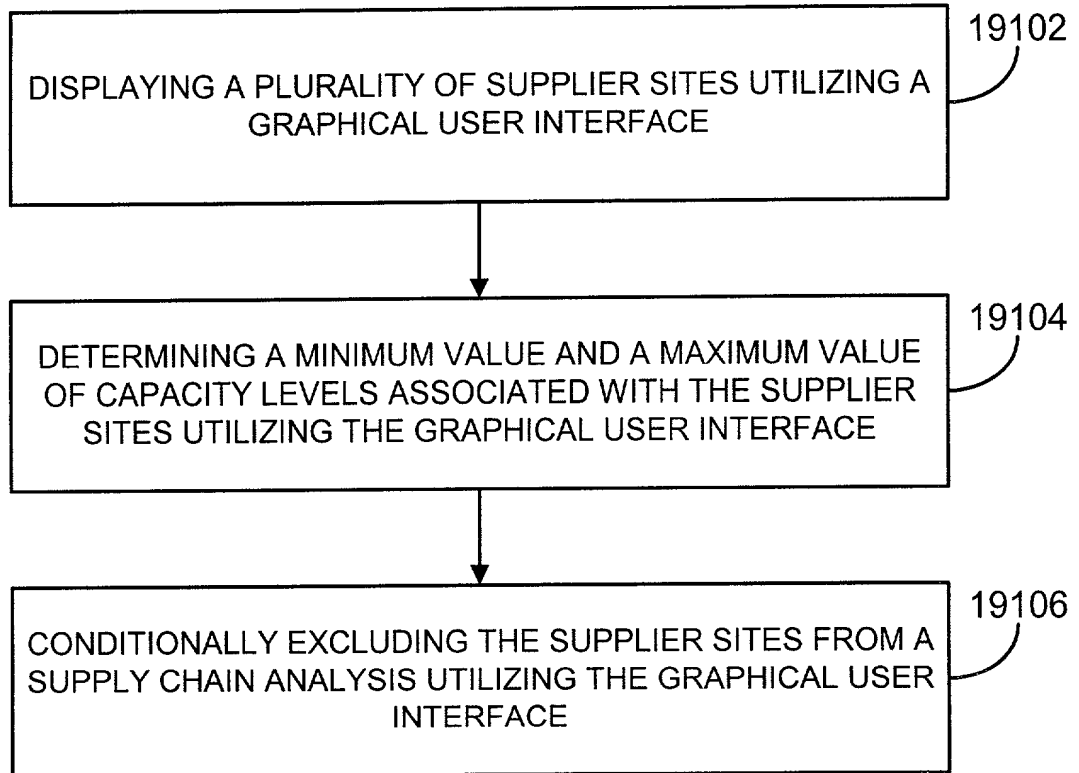 19102
DISPLAYING A PLURALITY OF SUPPLIER SITES UTILIZING A
GRAPHICAL USER INTERFACE
19104
DETERMINING A MINIMUM VALUE AND A MAXIMUM VALUE
OF CAPACITY LEVELS ASSOCIATED WITH THE SUPPLIER
SITES UTILIZING THE GRAPHICAL USER INTERFACE
19106
CONDITIONALLY EXCLUDING THE SUPPLIER SITES FROM A
SUPPLY CHAIN ANALYSIS UTILIZING THE GRAPHICAL USER
INTERFACE